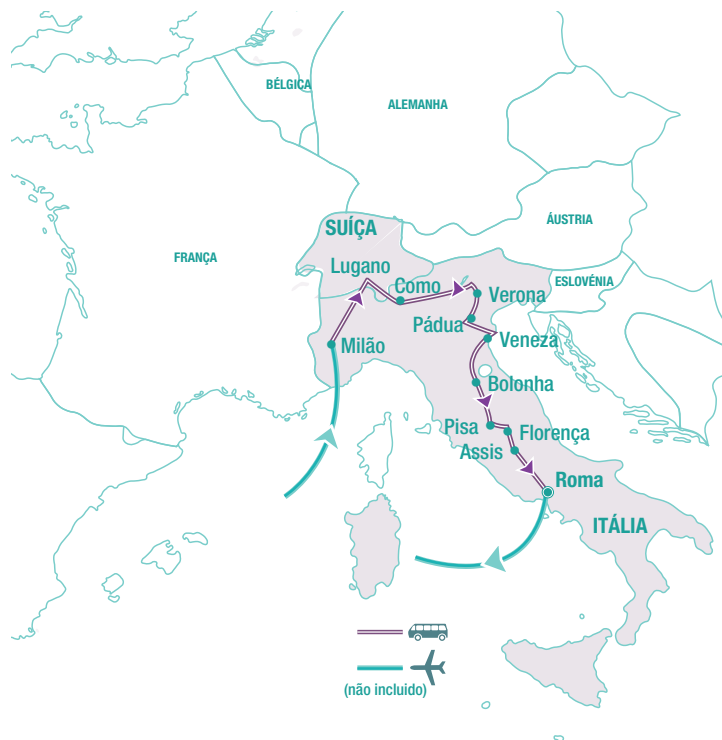 BÉLGICA
ALEMANHA
ÁUSTRIA
SUÍÇA
FRANÇA
Lugano
ESLOVÉNIA
Como
Verona
Pádua
Veneza
Milão
Bolonha
Pisa
Florença
Assis
Roma
ITÁLIA
(não incluido)